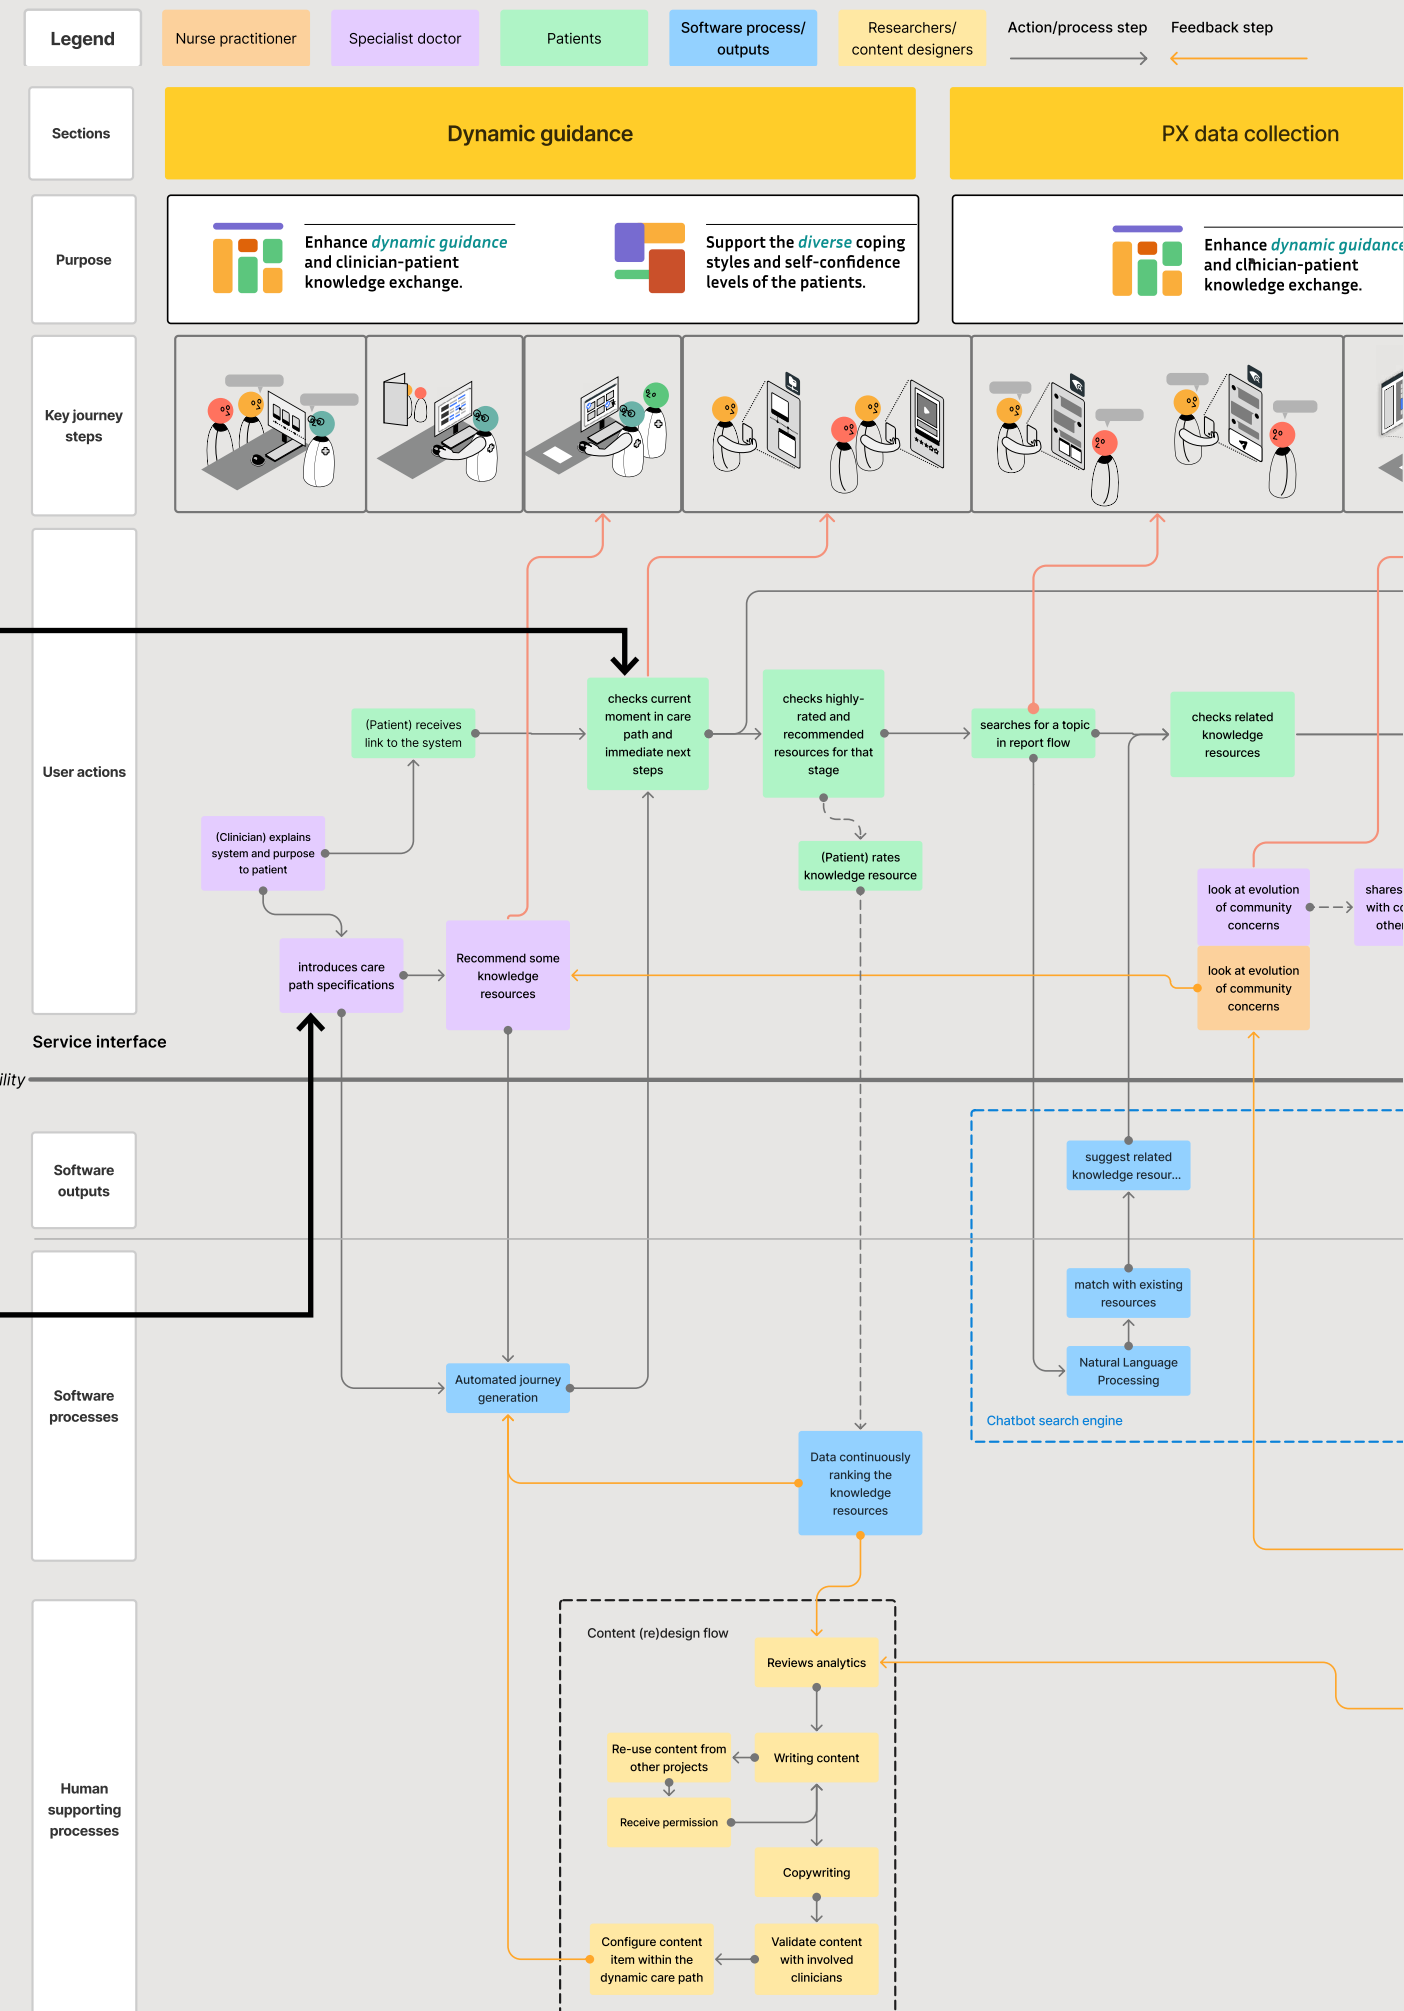 Legend
Nurse practitioner
Specialist doctor
Patients
Software process/
outputs
Researchers/
content designers
Action/process step
Feedback step
Sections
Dynamic guidance
PX data collection
Purpose
Enhance dynamic guidance
and clinician-patient
knowledge exchange.
Support the diverse coping
styles and self-confidence
levels of the patients.
Enhance dynamic guidance
and clinician-patient
knowledge exchange.
Key journey
steps
User actions
(Patient) receives
link to the system
checks current
moment in care
path and
immediate next
steps
checks highly-
rated and
recommended
resources for that
stage
searches for a topic
in report flow
checks related
knowledge
resources
(Clinician) explains
system and purpose
to patient
(Patient) rates
knowledge resource
introduces care
path specifications
Recommend some
knowledge
resources
look at evolution
of community
concerns
shares
with co
other
look at evolution
of community
concerns
Service interface
ility
Software
outputs
suggest related
knowledge resour...
Software
processes
match with existing
resources
Natural Language
Processing
Chatbot search engine
Automated journey
generation
Data continuously
ranking the
knowledge
resources
Human
supporting
processes
Content (re)design flow
Reviews analytics
Re-use content from
other projects
Writing content
Receive permission
Copywriting
Configure content
item within the
dynamic care path
Validate content
with involved
clinicians